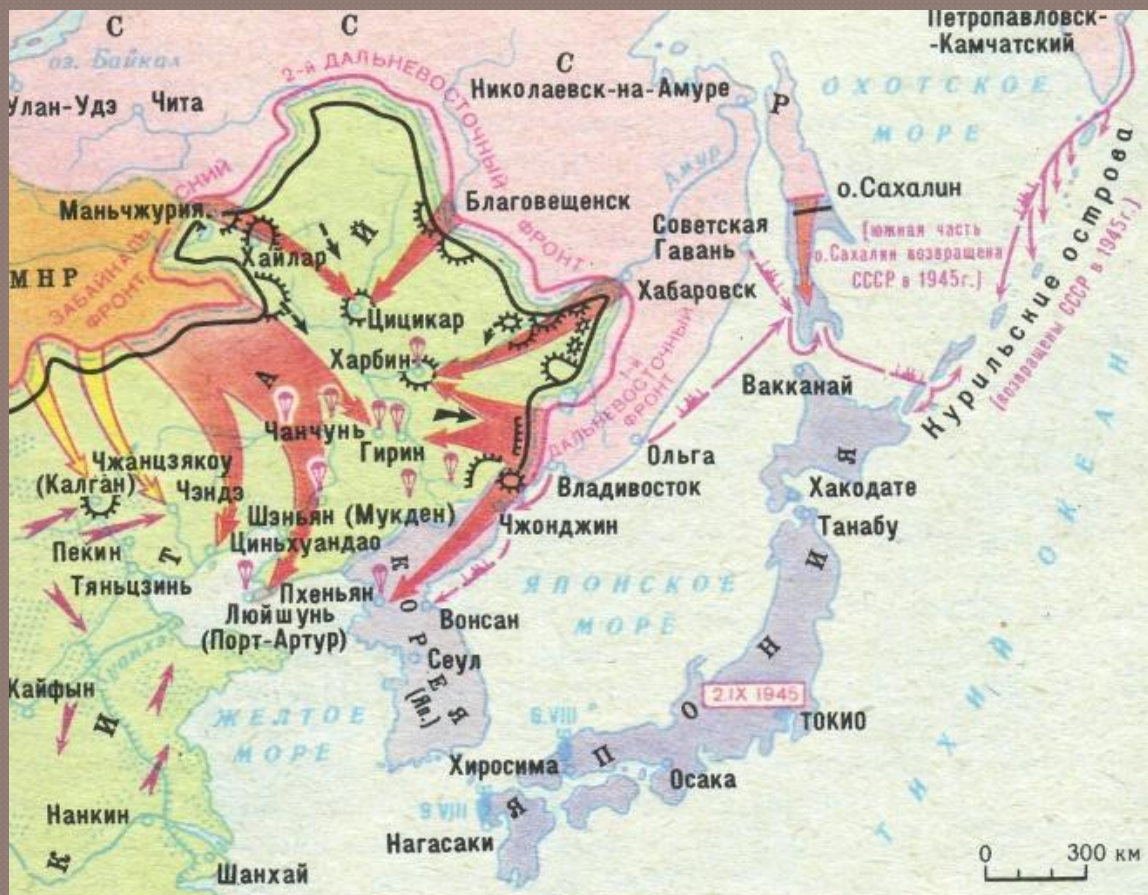 С
С
С
Р
оз. Байкал
2-й ДАЛЬНЕВОСТОЧНЫЙ
ФРОНТ
Петропавловск-
-Камчатский
Николаевск-на-Амуре
ОХОТСКОЕ
МОРЕ
Улан-Удэ
Чита
Амур
о. Сахалин
(южная часть
о. Сахалин возвращена
СССР в 1945г.)
Курильские острова
(возвращены СССР в 1945г.)
Маньчжурия
Благовещенск
Советская
Гавань
Хайлар
МНР
ЗАБАЙКАЛЬСКИЙ
ФРОНТ
Хабаровск
Цицикар
Харбин
1-й
ДАЛЬНЕВОСТОЧНЫЙ
ФРОНТ
Вакканай
Чанчунь
Гирин
Ольга
Чжанцзякоу
(Калган)
Чэндэ
Владивосток
Хакодате
Шэньян (Мукден)
Чжонджин
Танабу
Пекин
Циньхуандао
Тяньцзинь
Пхеньян
ЯПОНСКОЕ
МОРЕ
Люйшунь
(Порт-Артур)
Вонсан
КОРЕЯ
(Яп.)
Сеул
Хуанхэ
Кайфын
ЖЕЛТОЕ
МОРЕ
2.IX 1945
ТОКИО
6.VIII
Хиросима
Осака
ЯПОНИЯ
9.VIII
Нагасаки
Нанкин
Шанхай
КИТАЙ
ТИХИЙ ОКЕАН
0 300 км